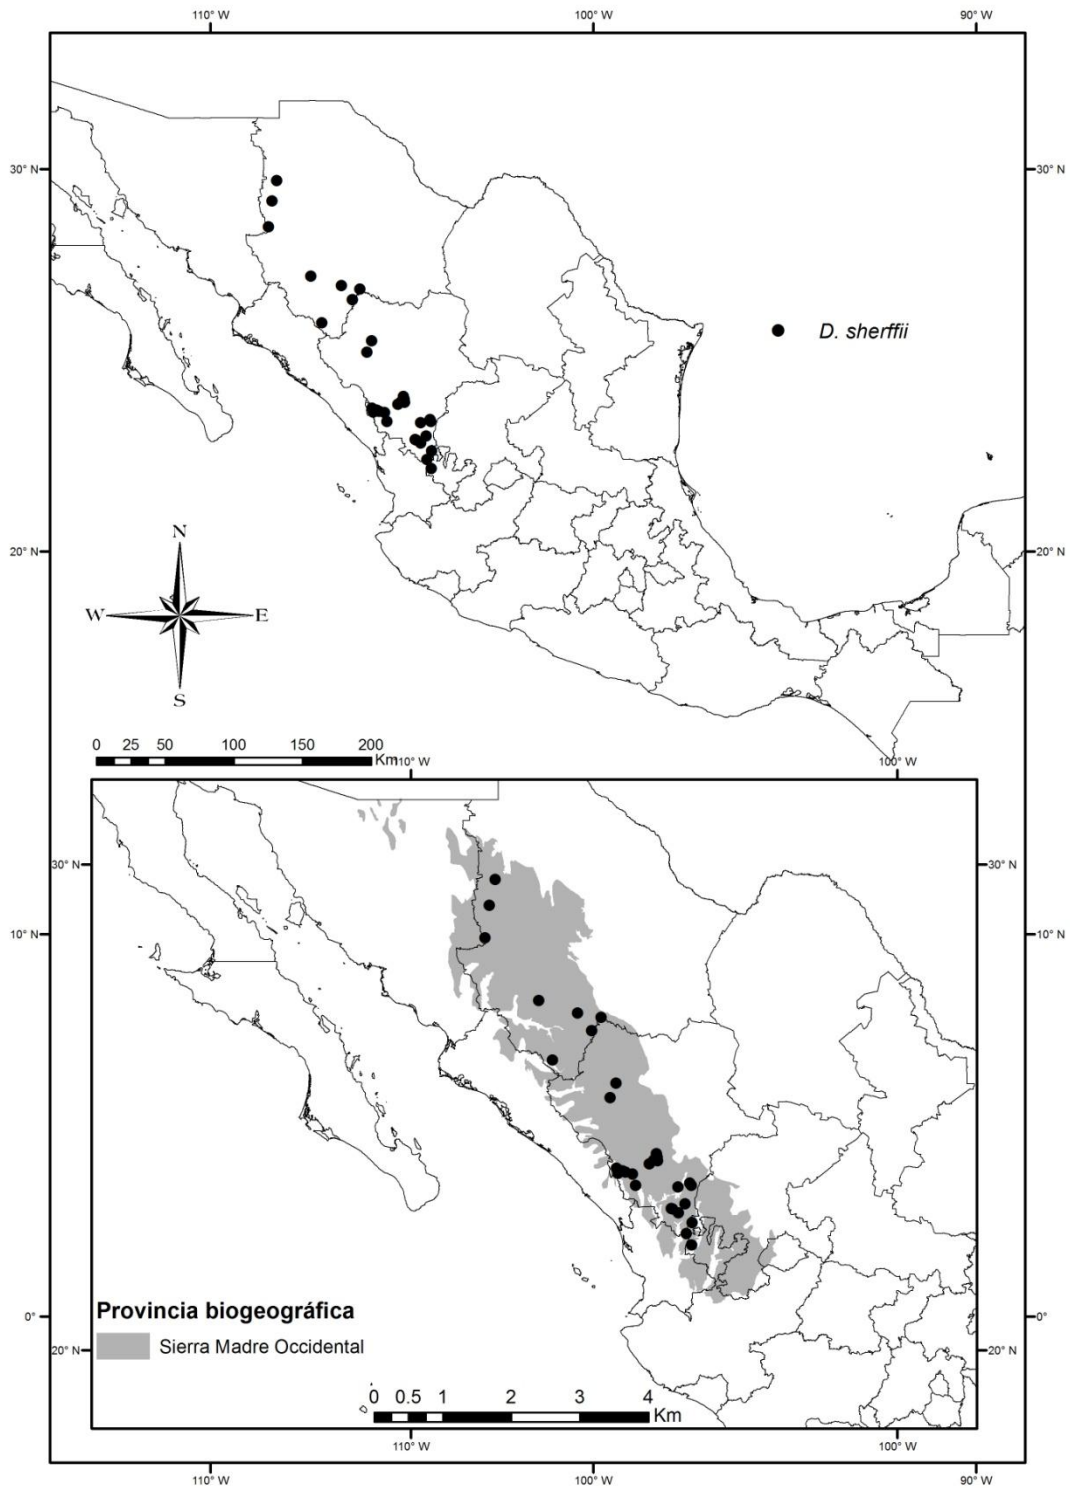 110° W 100° W 90° W
30° N 30° N
D. sherffii
20° N 20° N
N
W E
S
0 25 50 100 150 200
Km
110° W 100° W
30° N 30° N
10° N 10° N
Provincia biogeográfica
Sierra Madre Occidental
0° 0°
20° N 20° N
0 0.5 1 2 3 4
Km
110° W 100° W
110° W 100° W 90° W